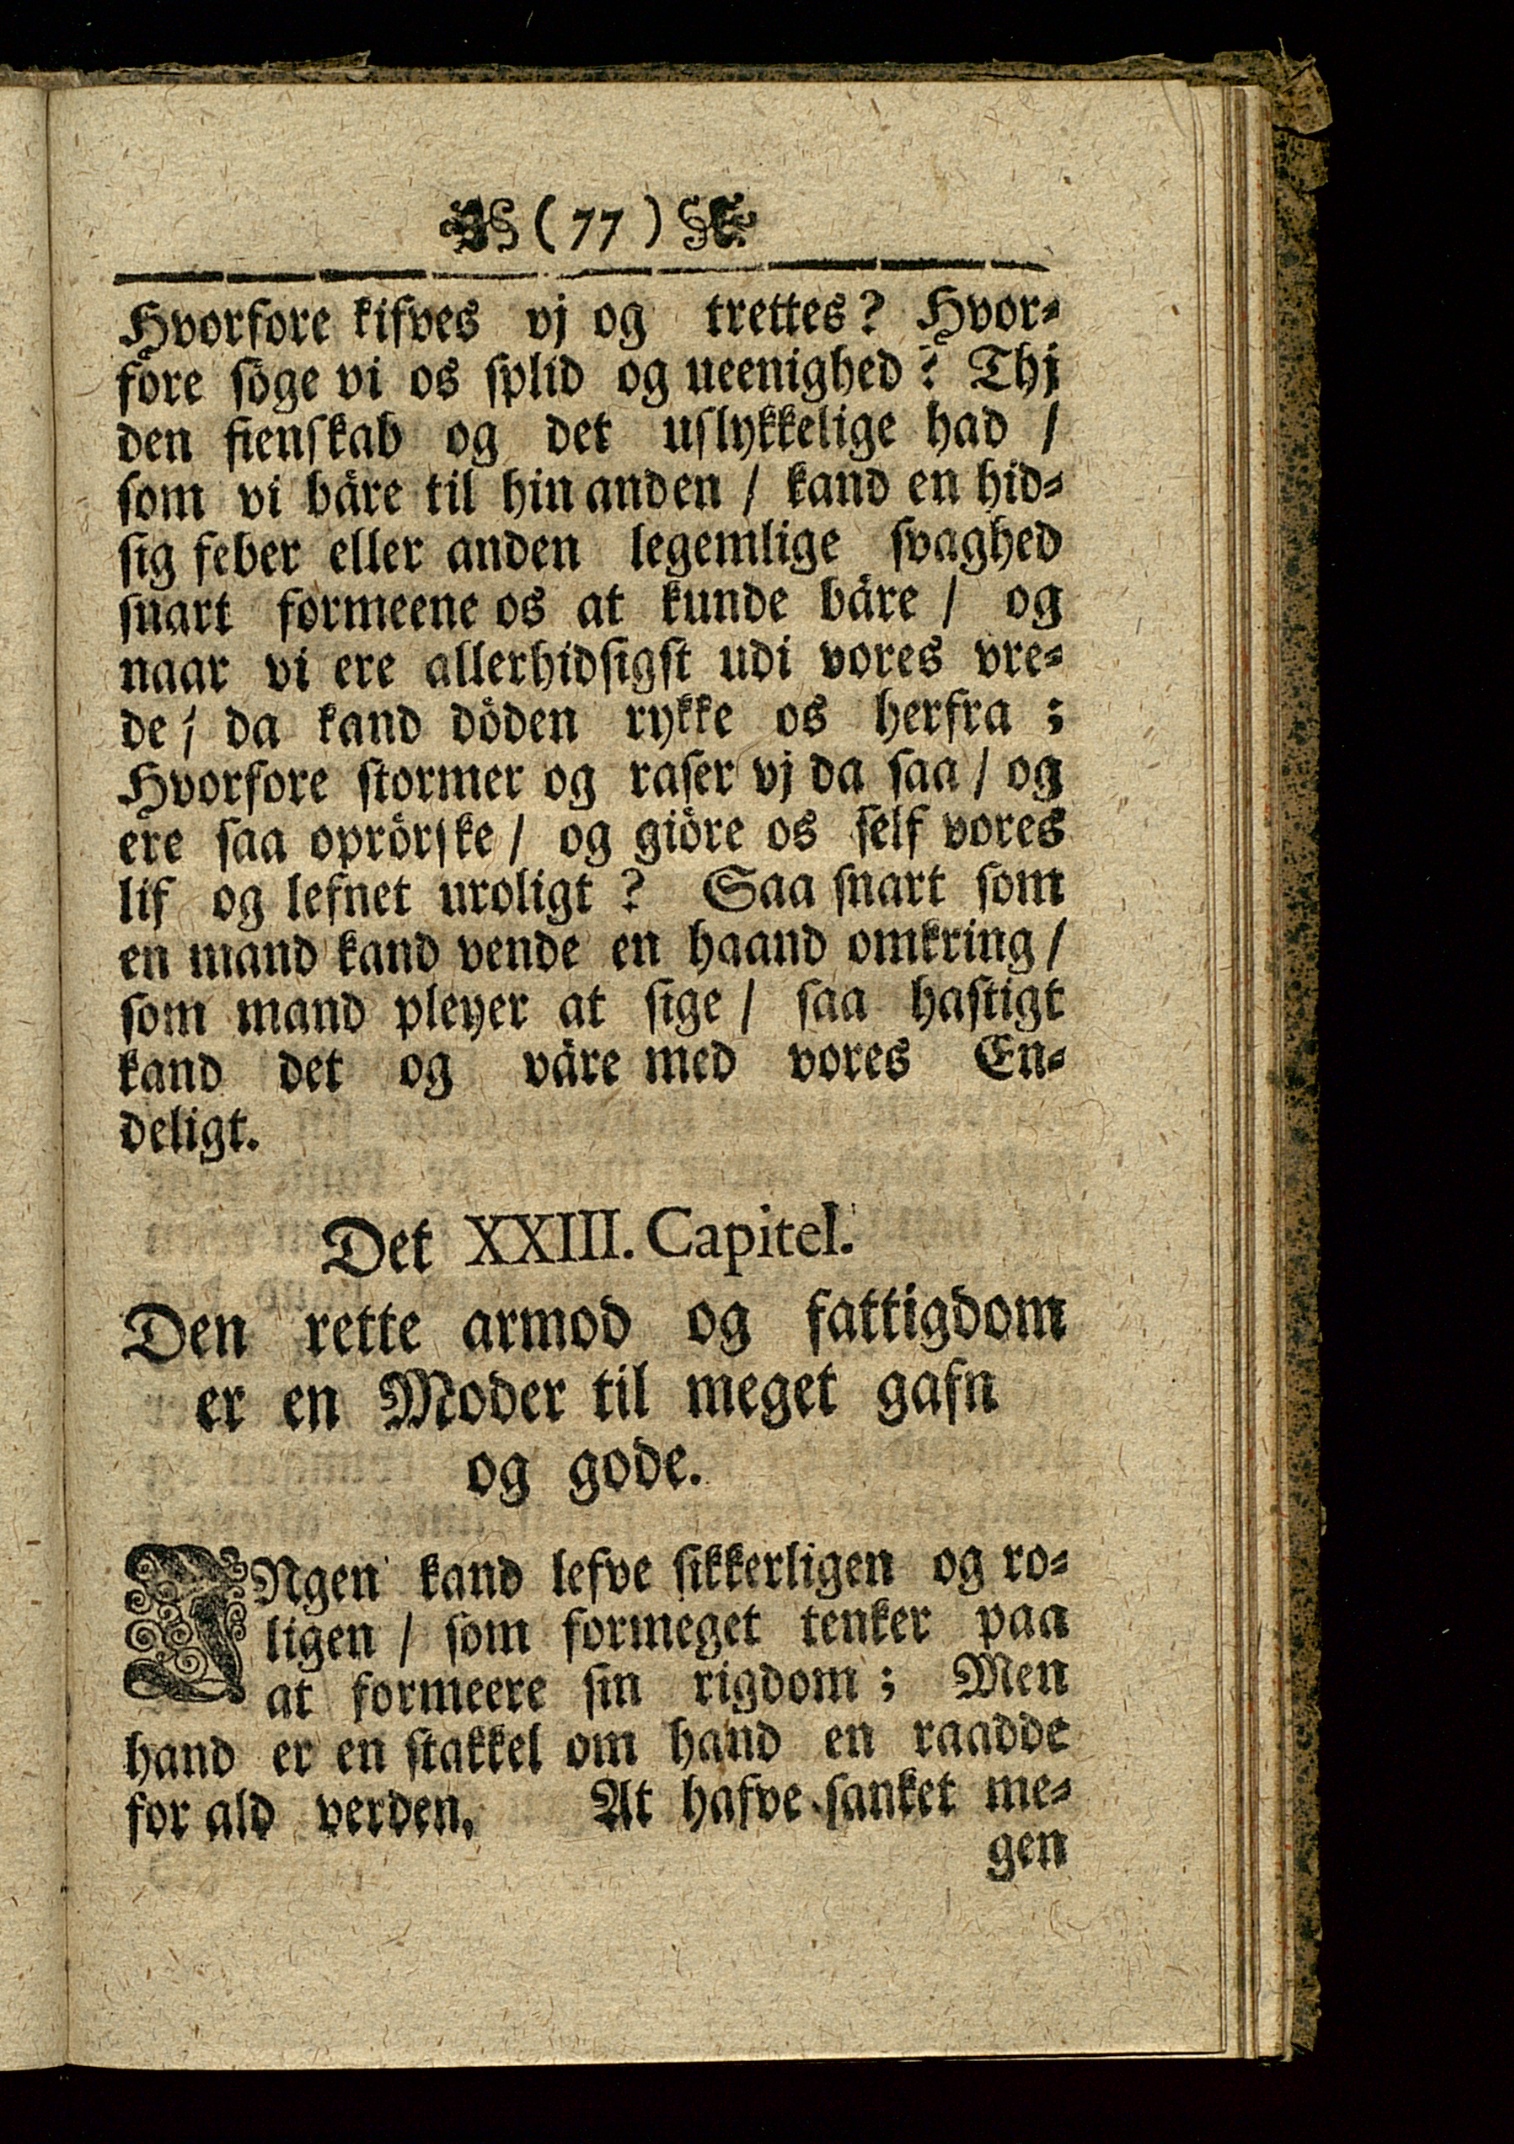 ( 77 )
Hvorfore kifves vj og trettes? Hvor-
fore söge vi os splid og ueenighed? Thj
den fienskab og det uslykkelige had /
som vi bäre til hin anden / kand en hid-
sig feber eller anden legemlige svaghed
snart formeene os at kunde bäre / og
naar vi ere allerhidsigst udi vores vre-
de / da kand döden rykke os herfra ;
Hvorfore stormer og raser vj da saa / og
ere saa oprörske / og giöre os self vores
lif og lefnet uroligt ? Saa snart som
en mand kand vende en haand omkring /
som mand pleyer at sige / saa hastigt
kand det og väre med vores En-
deligt.
Det XXIII. Capitel.
Den rette armod og fattigdom
er en Moder til meget gafn
og gode.
INgen kand lefve sikkerligen og ro-
ligen / som formeget tenker paa
at formeere sin rigdom ; Men
hand er en stakkel om hand en raadde
for ald verden. At hafve sanket me-
gen